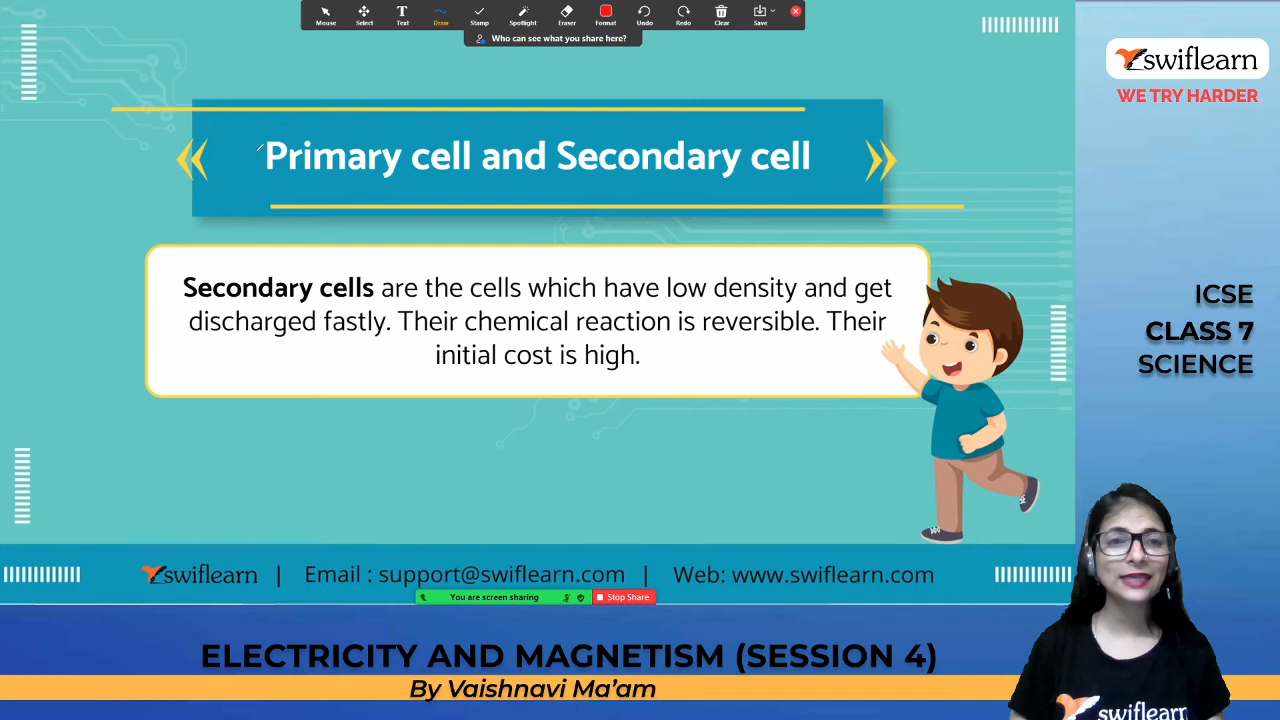 Mouse Select Text Draw Stamp Spotlight Eraser Format Undo Redo Clear Save
Who can see what you share here?
swiflearn
WE TRY HARDER
Primary cell and Secondary cell
Secondary cells are the cells which have low density and get
discharged fastly. Their chemical reaction is reversible. Their
initial cost is high.
ICSE
CLASS 7
SCIENCE
swiflearn | Email : support@swiflearn.com | Web: www.swiflearn.com
You are screen sharing Stop Share
ELECTRICITY AND MAGNETISM (SESSION 4)
By Vaishnavi Ma’am
swiflearn